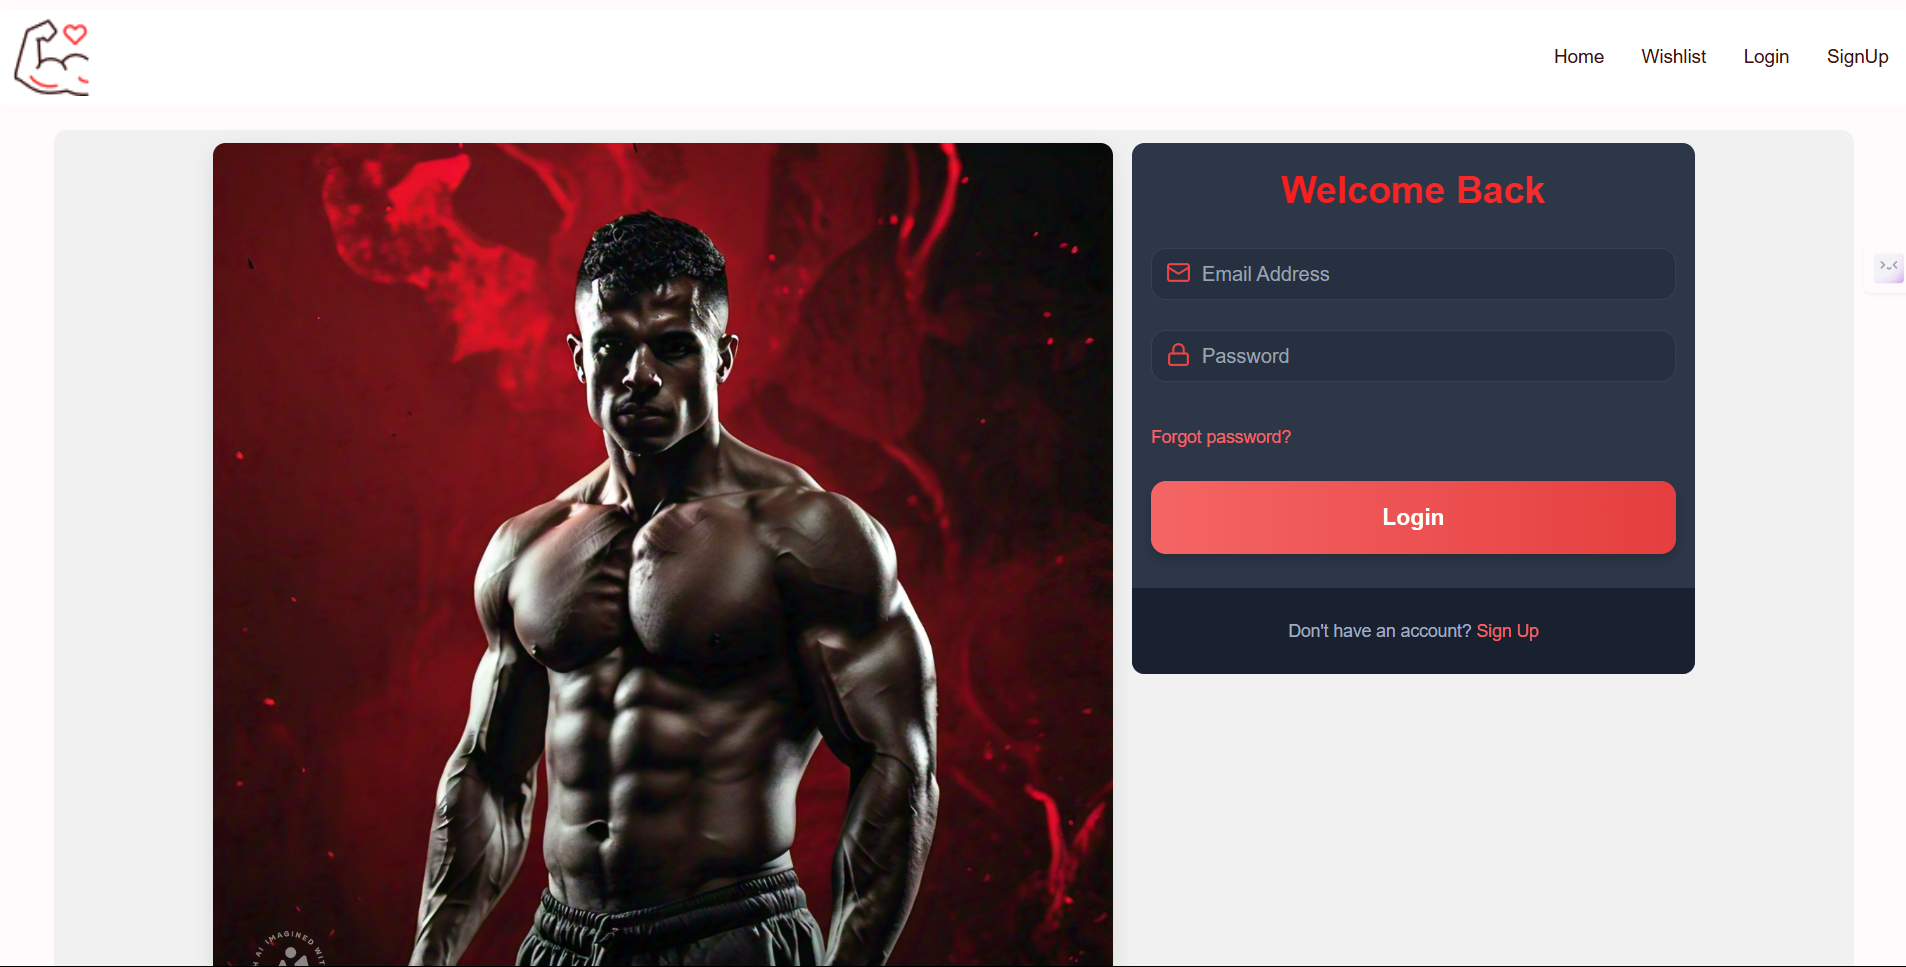 Home Wishlist Login SignUp
Welcome Back
Email Address
Password
Forgot password?
Login
Don't have an account? Sign Up
AI IMAGINED WIT